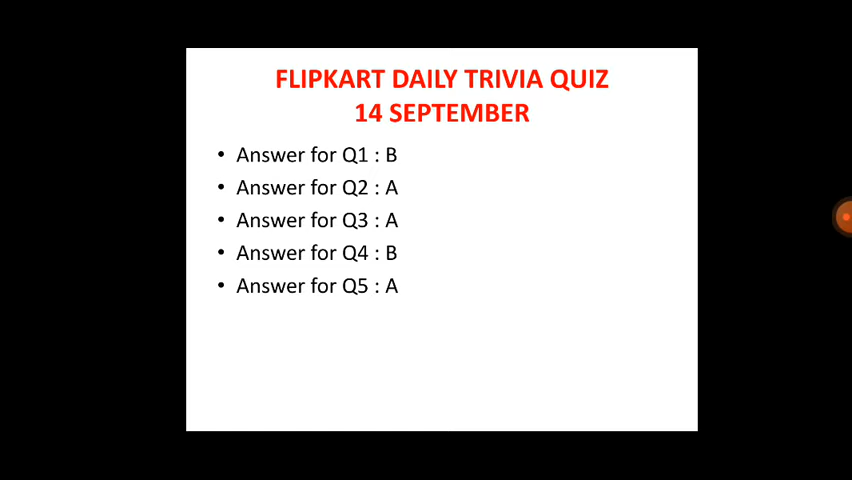 FLIPKART DAILY TRIVIA QUIZ
14 SEPTEMBER
• Answer for Q1 : B
• Answer for Q2 : A
• Answer for Q3 : A
• Answer for Q4 : B
• Answer for Q5 : A